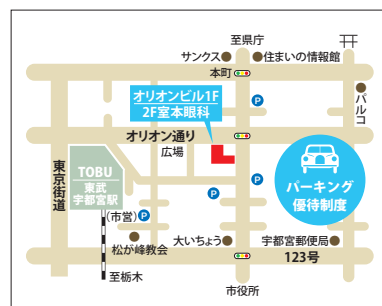 至県庁
サンクス
住まいの情報館
本町
P
パルコ
オリオンビル1F
2F室本眼科
オリオン通り
広場
東京街道
TOBU
東武
宇都宮駅
(市営)
P
P
P
パーキング
優待制度
松が峰教会
大いちょう
宇都宮郵便局
123号
至栃木
市役所